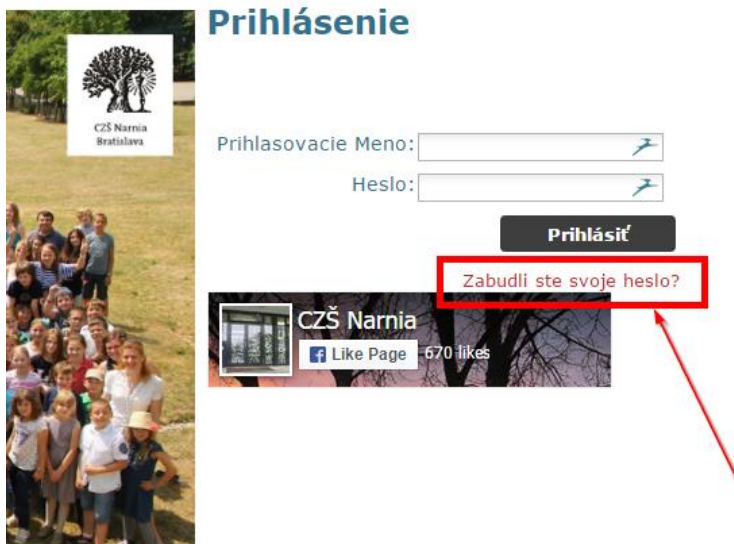 Prihlásenie
CZŠ Narnia
Bratislava
Prihlasovacie Meno:
Heslo:
Prihlásiť
Zabudli ste svoje heslo?
CZŠ Narnia
Like Page
670 likes